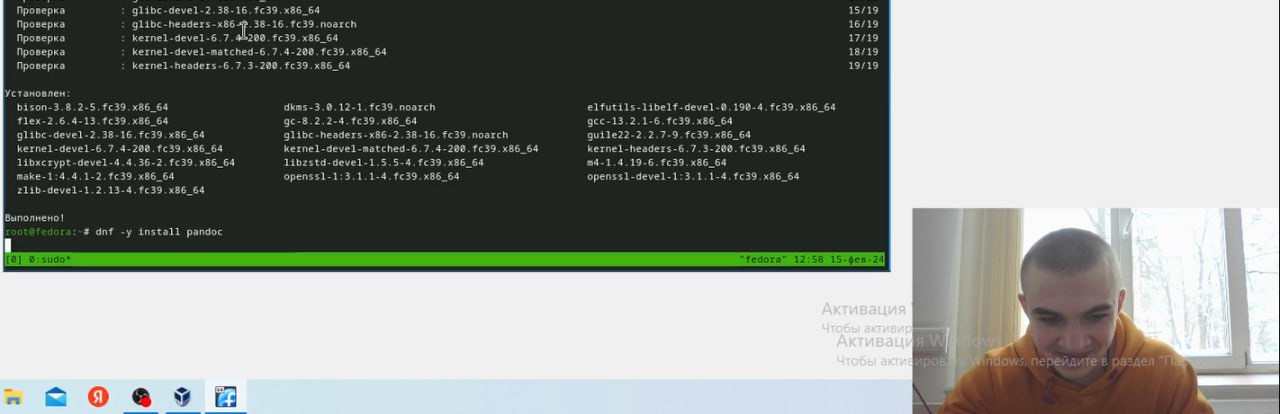 Проверка : glibc-devel-2.38-16.fc39.x86_64 15/19
Проверка : glibc-headers-x86-2.38-16.fc39.noarch 16/19
Проверка : kernel-devel-6.7.4-200.fc39.x86_64 17/19
Проверка : kernel-devel-matched-6.7.4-200.fc39.x86_64 18/19
Проверка : kernel-headers-6.7.3-200.fc39.x86_64 19/19
Установлен:
bison-3.8.2-5.fc39.x86_64 dkms-3.0.12-1.fc39.noarch elfutils-libelf-devel-0.190-4.fc39.x86_64
flex-2.6.4-13.fc39.x86_64 gc-8.2.2-4.fc39.x86_64 gcc-13.2.1-6.fc39.x86_64
glibc-devel-2.38-16.fc39.x86_64 glibc-headers-x86-2.38-16.fc39.noarch guile22-2.2.7-9.fc39.x86_64
kernel-devel-6.7.4-200.fc39.x86_64 kernel-devel-matched-6.7.4-200.fc39.x86_64 kernel-headers-6.7.3-200.fc39.x86_64
libxcrypt-devel-4.4.36-2.fc39.x86_64 libzstd-devel-1.5.5-4.fc39.x86_64 m4-1.4.19-6.fc39.x86_64
make-1:4.4.1-2.fc39.x86_64 openssl-1:3.1.1-4.fc39.x86_64 openssl-devel-1:3.1.1-4.fc39.x86_64
zlib-devel-1.2.13-4.fc39.x86_64
Выполнено!
root@fedora:~# dnf -y install pandoc
[0] 0:sudo* "fedora" 12:58 15-фев-24
Активация
Чтобы
Активация Windows
Чтобы активировать Windows, перейдите в раздел
Я